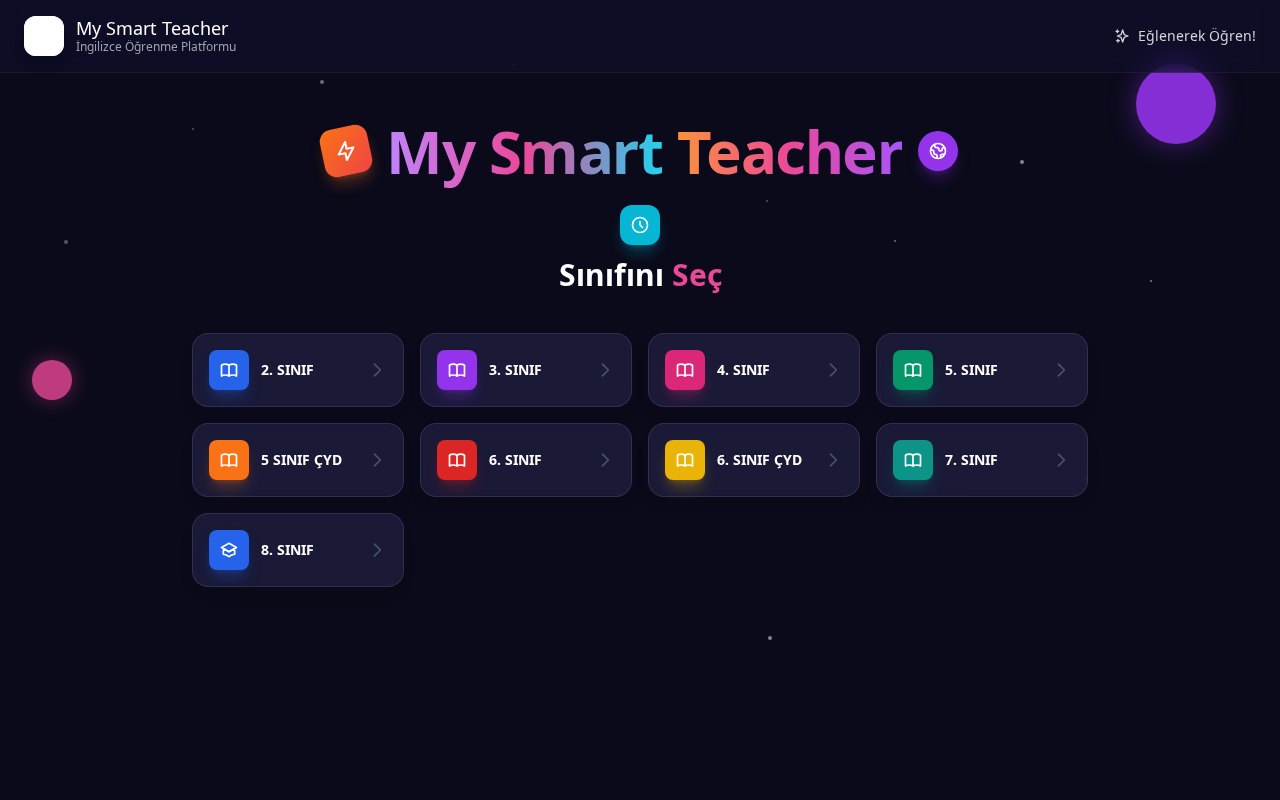 My Smart Teacher
İngilizce Öğrenme Platformu
Eğlenerek Öğren!
My Smart Teacher
Sınıfını Seç
2. SINIF
3. SINIF
4. SINIF
5. SINIF
5 SINIF ÇYD
6. SINIF
6. SINIF ÇYD
7. SINIF
8. SINIF